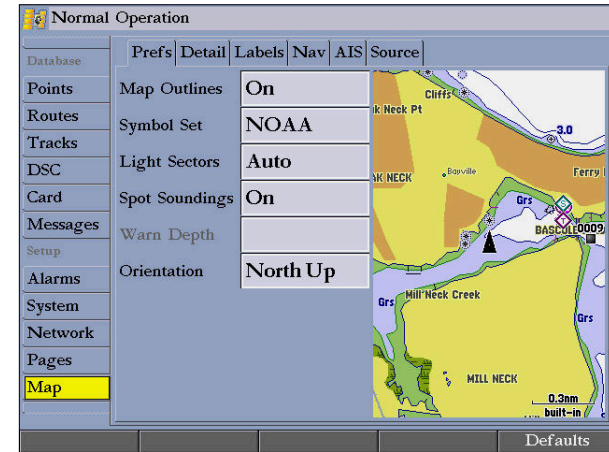 Normal Operation
Database
Points
Routes
Tracks
DSC
Card
Messages
Setup
Alarms
System
Network
Pages
Map
Prefs Detail Labels Nav AIS Source
Map Outlines On
Symbol Set NOAA
Light Sectors Auto
Spot Soundings On
Warn Depth
Orientation North Up
Cliffs
k Neck Pt
3.0
AK NECK
Bayville
Ferry
Grs
S
T
BASCULE
0009
Grs
Mill Neck Creek
Grs
MILL NECK
0.3nm
built-in
Defaults